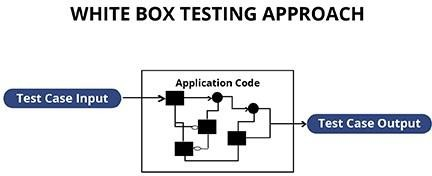 WHITE BOX TESTING APPROACH
Application Code
Test Case Input
Test Case Output